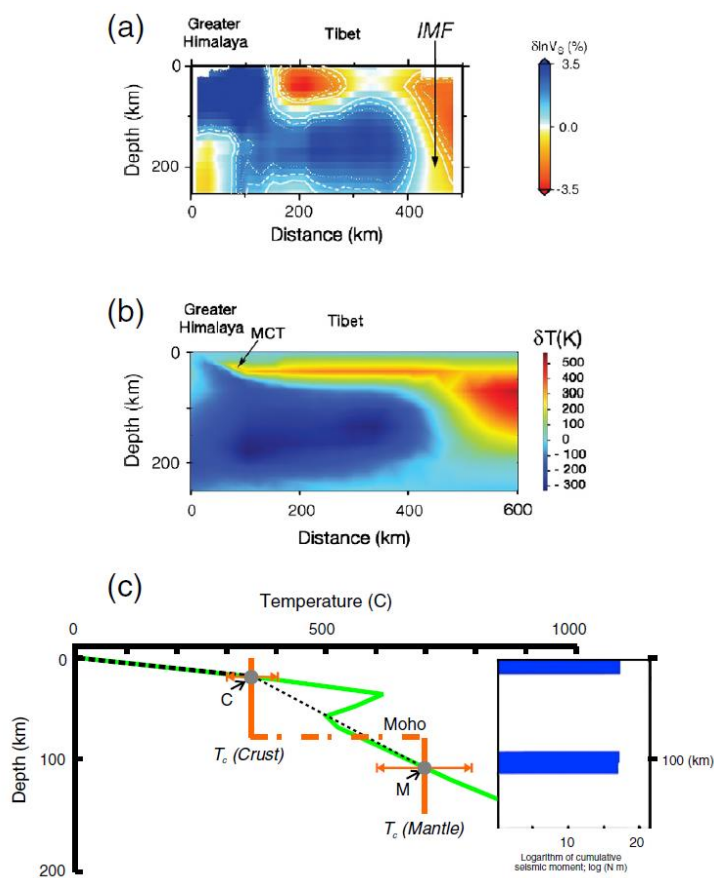 (a)
Greater
Himalaya
Tibet
IMF
δlnVS (%)
3.5
0.0
-3.5
0
200
Depth (km)
0
200
400
Distance (km)
(b)
Greater
Himalaya
MCT
Tibet
δT(K)
500
400
300
200
100
0
- 100
- 200
- 300
0
200
Depth (km)
0
200
400
600
Distance (km)
(c)
Temperature (C)
0
500
1000
0
100
200
Depth (km)
C
Moho
Tc (Crust)
M
Tc (Mantle)
100 (km)
10
20
Logarithm of cumulative
seismic moment; log (N m)